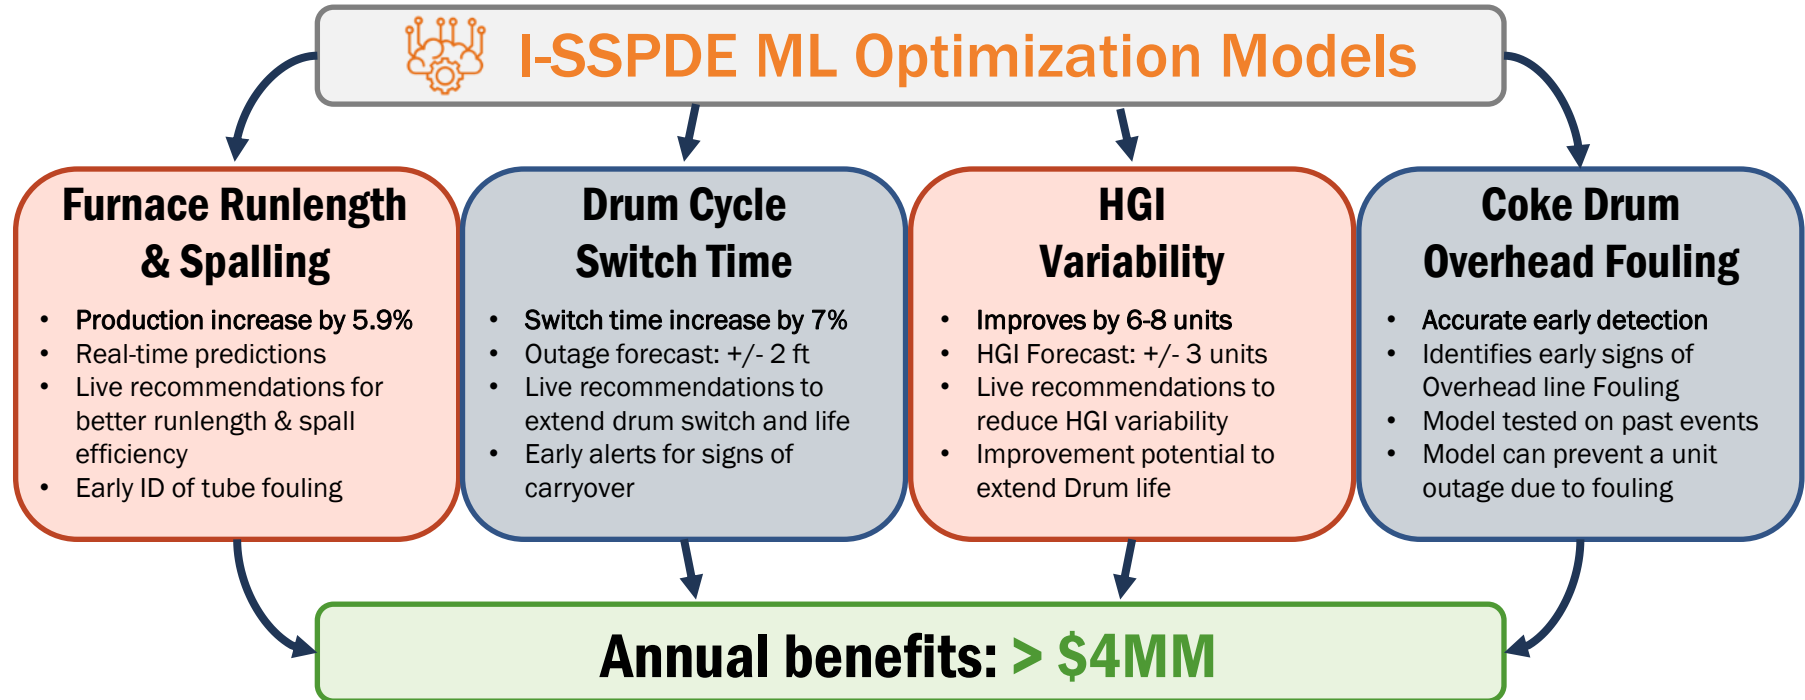 I-SSPDE ML Optimization Models
Furnace Runlength
& Spalling
• Production increase by 5.9%
• Real-time predictions
• Live recommendations for
better runlength & spall
efficiency
• Early ID of tube fouling
Drum Cycle
Switch Time
• Switch time increase by 7%
• Outage forecast: +/- 2 ft
• Live recommendations to
extend drum switch and life
• Early alerts for signs of
carryover
HGI
Variability
• Improves by 6-8 units
• HGI Forecast: +/- 3 units
• Live recommendations to
reduce HGI variability
• Improvement potential to
extend Drum life
Coke Drum
Overhead Fouling
• Accurate early detection
• Identifies early signs of
Overhead line Fouling
• Model tested on past events
• Model can prevent a unit
outage due to fouling
Annual benefits: > $4MM